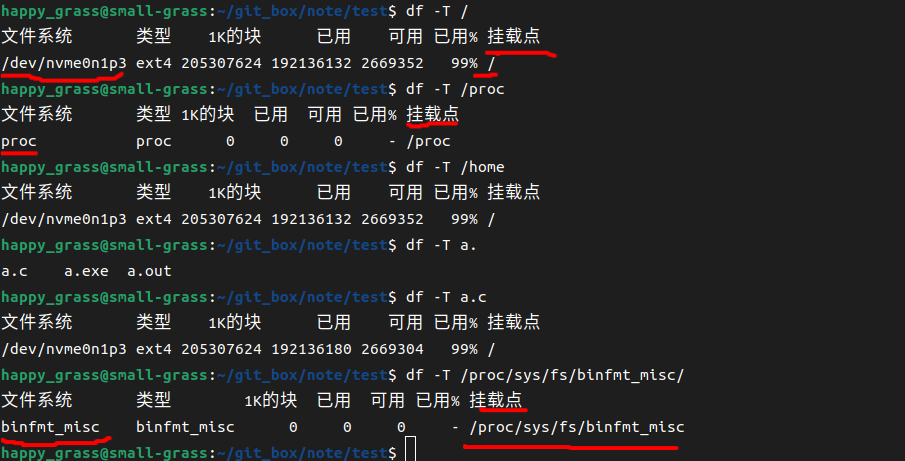 happy_grass@small-grass:~/git_box/note/test$ df -T /
文件系统 类型 1K的块 已用 可用 已用% 挂载点
/dev/nvme0n1p3 ext4 205307624 192136132 2669352 99% /
happy_grass@small-grass:~/git_box/note/test$ df -T /proc
文件系统 类型 1K的块 已用 可用 已用% 挂载点
proc proc 0 0 0 - /proc
happy_grass@small-grass:~/git_box/note/test$ df -T /home
文件系统 类型 1K的块 已用 可用 已用% 挂载点
/dev/nvme0n1p3 ext4 205307624 192136132 2669352 99% /
happy_grass@small-grass:~/git_box/note/test$ df -T a.
a.c a.exe a.out
happy_grass@small-grass:~/git_box/note/test$ df -T a.c
文件系统 类型 1K的块 已用 可用 已用% 挂载点
/dev/nvme0n1p3 ext4 205307624 192136180 2669304 99% /
happy_grass@small-grass:~/git_box/note/test$ df -T /proc/sys/fs/binfmt_misc/
文件系统 类型 1K的块 已用 可用 已用% 挂载点
binfmt_misc binfmt_misc 0 0 0 - /proc/sys/fs/binfmt_misc
happy_grass@small-grass:~/git_box/note/test$